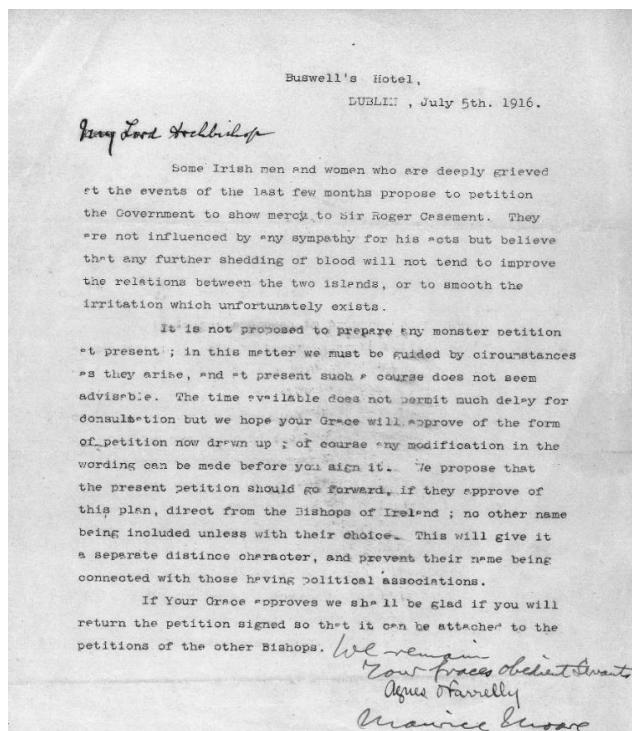 Buswell's Hotel,
DUBLIN , July 5th. 1916.
My Lord Archbishop
Some Irish men and women who are deeply grieved
at the events of the last few months propose to petition
the Government to show mercy to Sir Roger Casement. They
are not influenced by any sympathy for his acts but believe
that any further shedding of blood will not tend to improve
the relations between the two islands, or to smooth the
irritation which unfortunately exists.
It is not proposed to prepare any monster petition
at present ; in this matter we must be guided by circumstances
as they arise, and at present such a course does not seem
advisable. The time available does not permit much delay for
donsultation but we hope your Grace will approve of the form
of petition now drawn up ; of course any modification in the
wording can be made before you aign it. We propose that
the present petition should go forward, if they approve of
this plan, direct from the Bishops of Ireland ; no other name
being included unless with their choice. This will give it
a separate distince character, and prevent their name being
connected with those having political associations.
If Your Grace approves we shall be glad if you will
return the petition signed so that it can be attached to the
petitions of the other Bishops. We remain
Your Graces obedient Servants
Agnes O'Farrelly
Maurice Moore